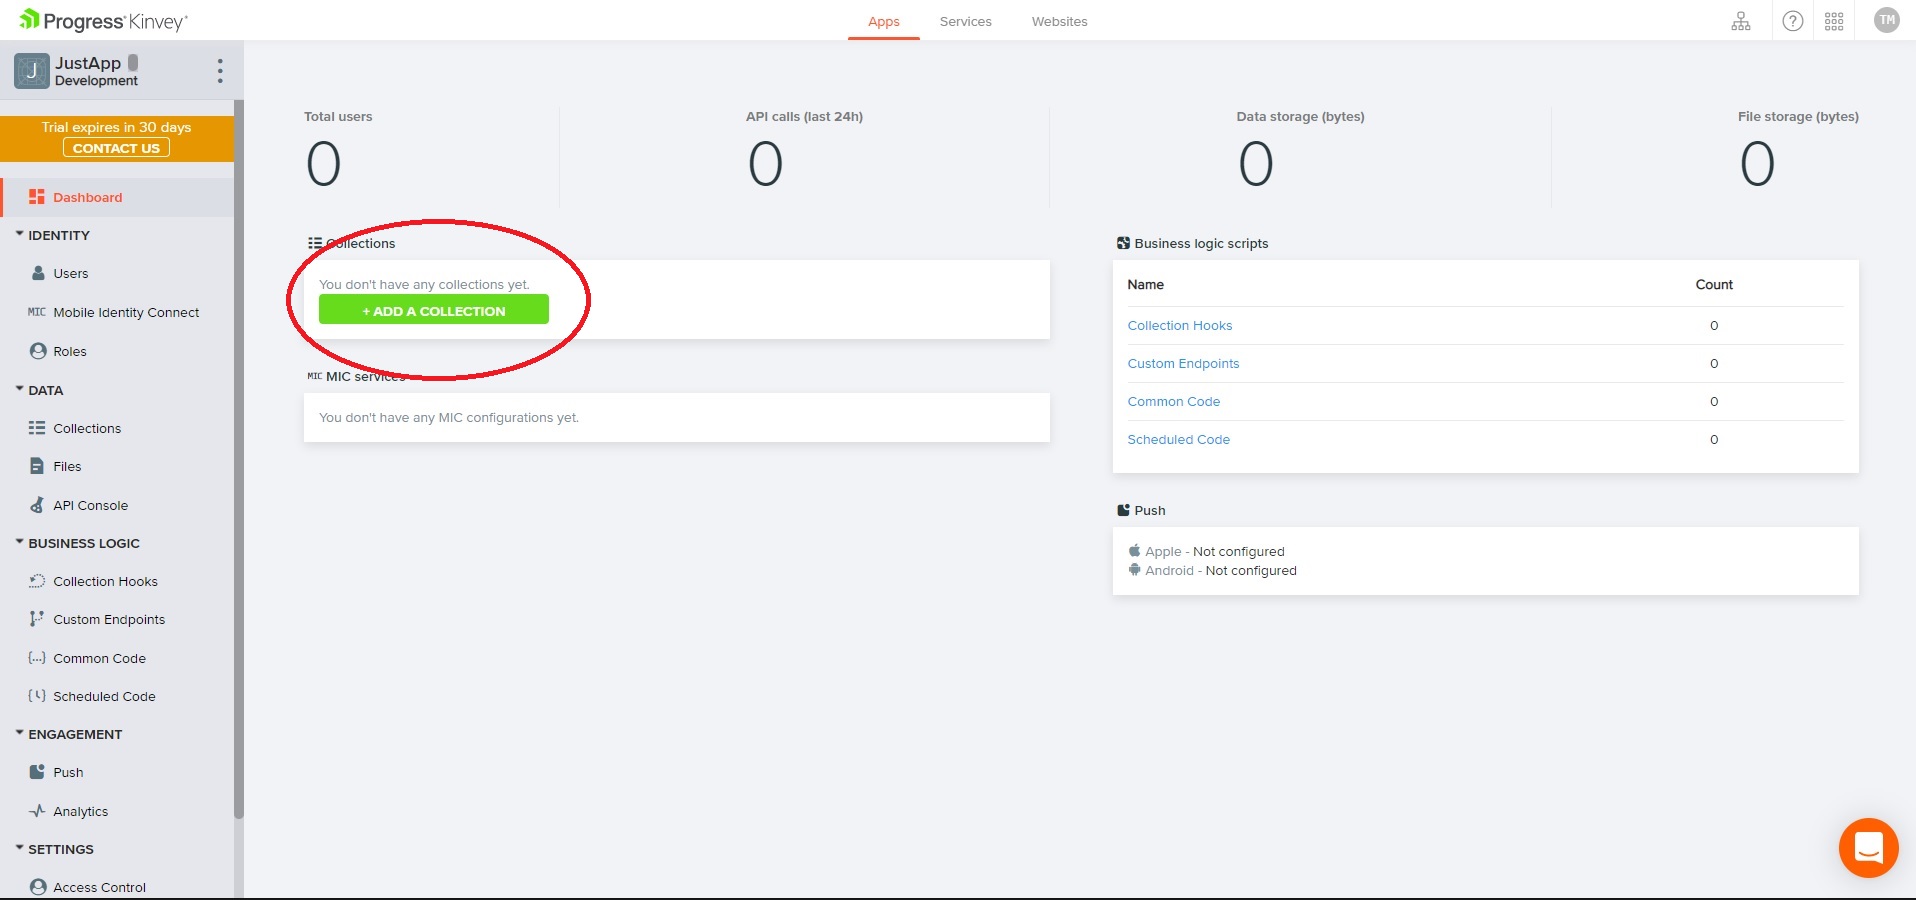 Progress Kinvey
Apps
Services
Websites
TM
J
JustApp
Development
Trial expires in 30 days
CONTACT US
Dashboard
IDENTITY
Users
MIC Mobile Identity Connect
Roles
DATA
Collections
Files
API Console
BUSINESS LOGIC
Collection Hooks
Custom Endpoints
{...} Common Code
Scheduled Code
ENGAGEMENT
Push
Analytics
SETTINGS
Access Control
Total users
0
API calls (last 24h)
0
Data storage (bytes)
0
File storage (bytes)
0
Collections
You don't have any collections yet.
+ ADD A COLLECTION
MIC MIC services
You don't have any MIC configurations yet.
Business logic scripts
Name Count
Collection Hooks 0
Custom Endpoints 0
Common Code 0
Scheduled Code 0
Push
Apple - Not configured
Android - Not configured